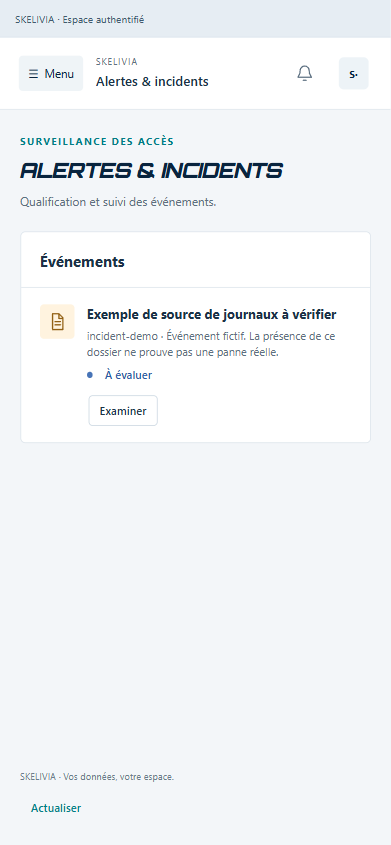 SKELIVIA · Espace authentifié
☰ Menu
SKELIVIA
Alertes & incidents
S·
SURVEILLANCE DES ACCÈS
ALERTES & INCIDENTS
Qualification et suivi des événements.
Événements
Exemple de source de journaux à vérifier
incident-demo · Événement fictif. La présence de ce
dossier ne prouve pas une panne réelle.
À évaluer
Examiner
SKELIVIA · Vos données, votre espace.
Actualiser